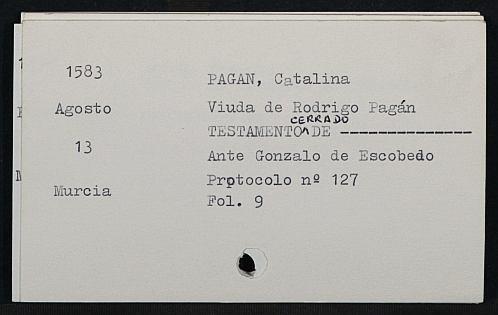 1583
Agosto
13
Murcia
PAGAN, Catalina
Viuda de Rodrigo Pagán
TESTAMENTO CERRADO DE --------------
Ante Gonzalo de Escobedo
Protocolo nº 127
Fol. 9